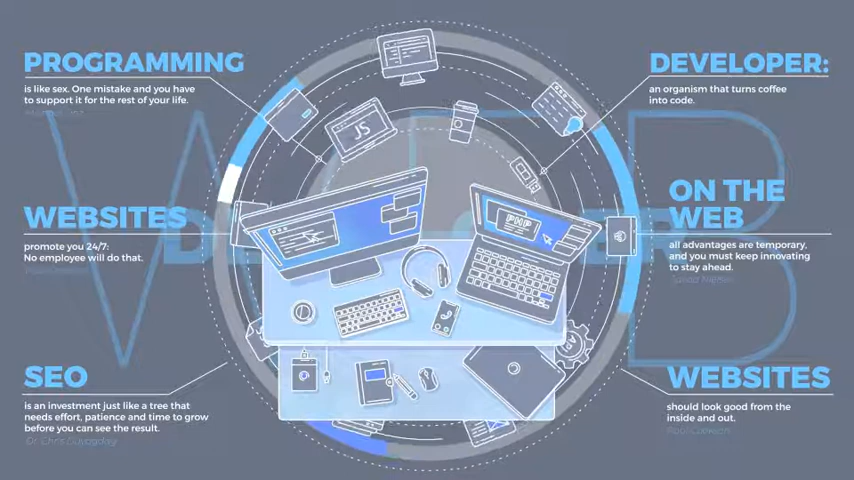 PROGRAMMING
is like sex. One mistake and you have
to support it for the rest of your life.
DEVELOPER:
an organism that turns coffee
into code.
WEB
JS
WEBSITES
promote you 24/7:
No employee will do that.
PHP
ON THE
WEB
all advantages are temporary,
and you must keep innovating
to stay ahead.
SEO
is an investment just like a tree that
needs effort, patience and time to grow
before you can see the result.
API
WEBSITES
should look good from the
inside and out.